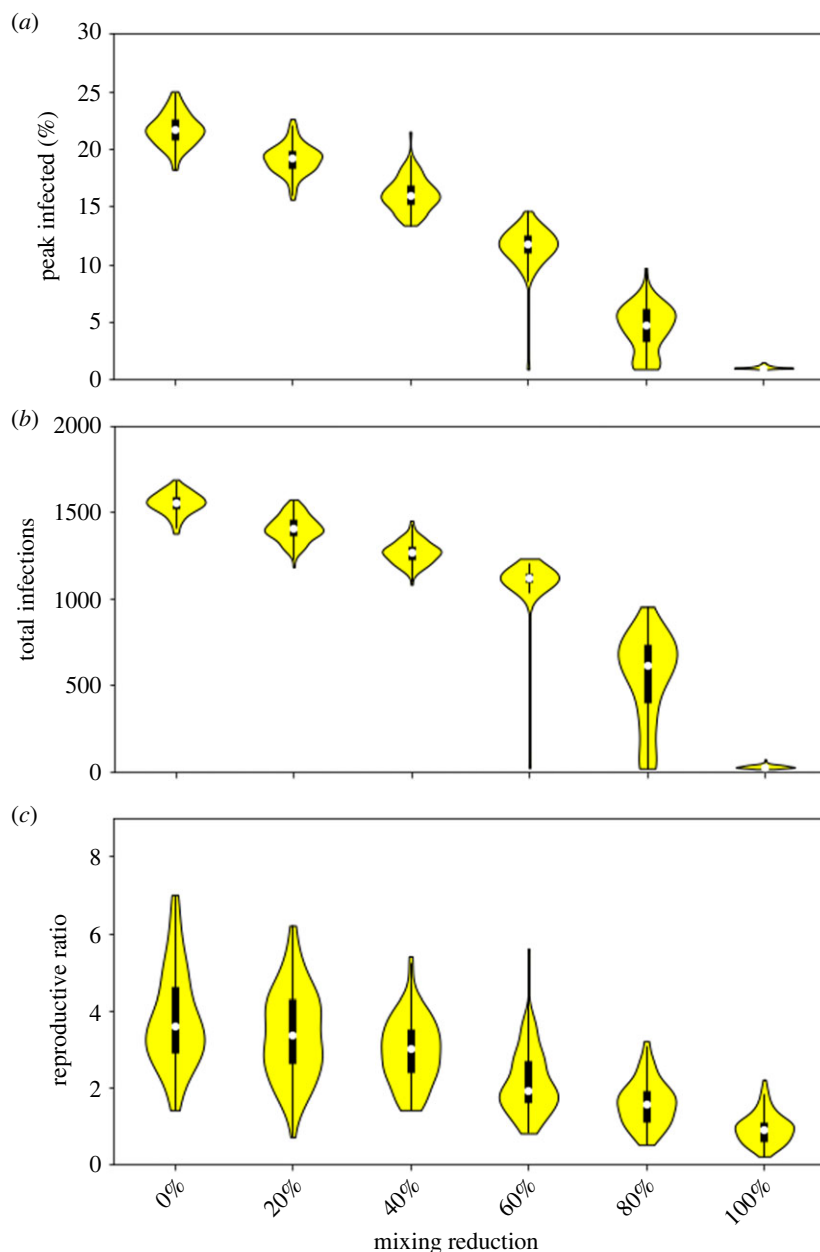 (a)
30
25
20
15
10
5
0
peak infected (%)
(b)
2000
1500
1000
500
0
total infections
(c)
8
6
4
2
0
reproductive ratio
0% 20% 40% 60% 80% 100%
mixing reduction